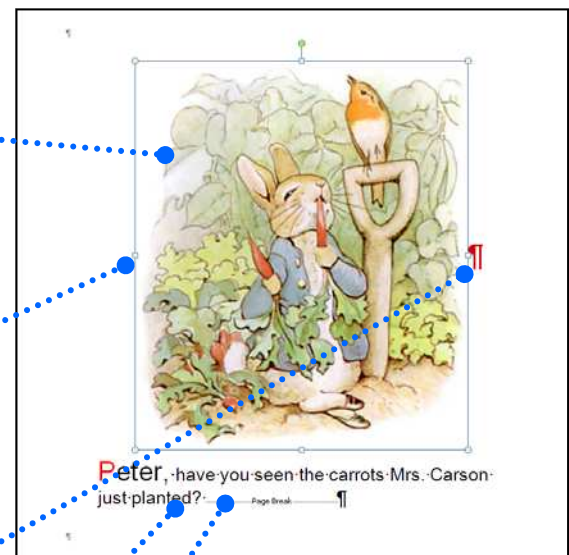 ¶
¶
Peter, have you seen the carrots Mrs. Carson
just planted? Page Break ¶
¶